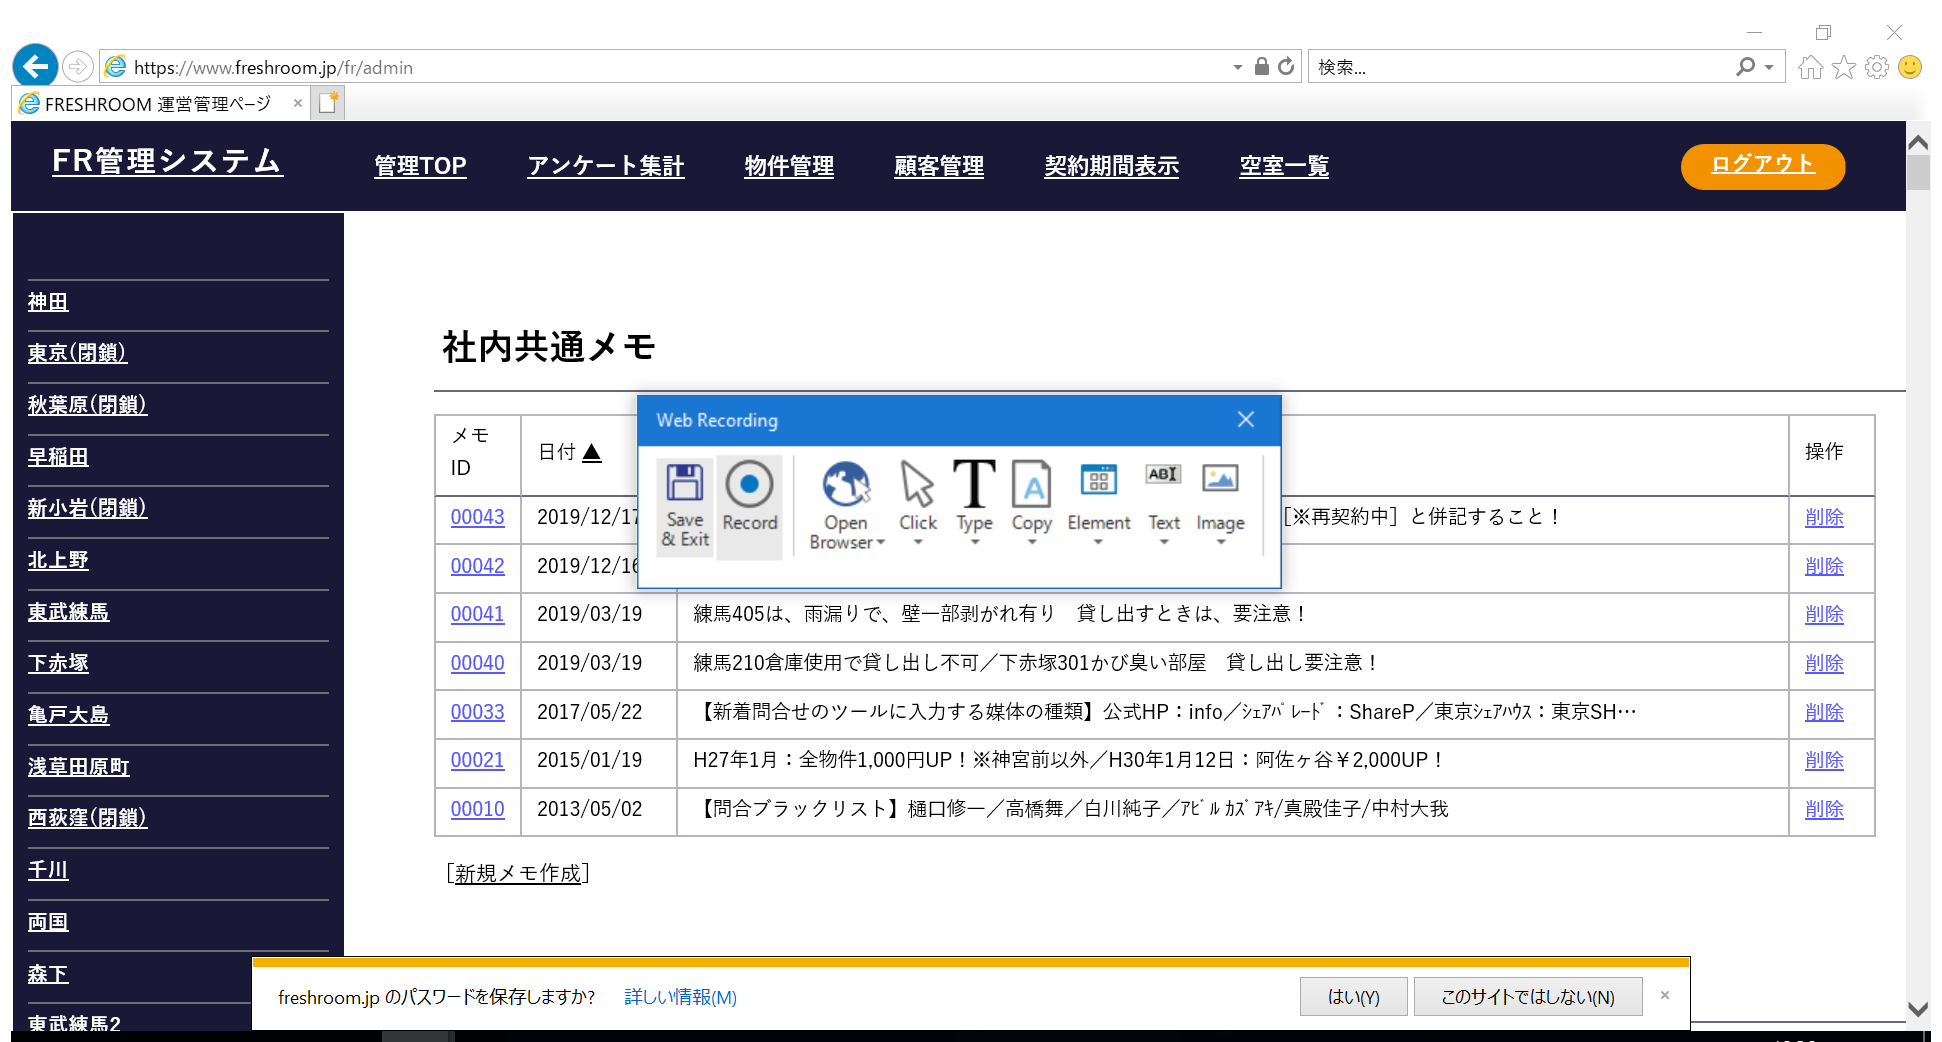 https://www.freshroom.jp/fr/admin
検索...
FRESHROOM 運営管理ページ
FR管理システム
管理TOP
アンケート集計
物件管理
顧客管理
契約期間表示
空室一覧
ログアウト
神田
東京(閉鎖)
秋葉原(閉鎖)
早稲田
新小岩(閉鎖)
北上野
東武練馬
下赤塚
亀戸大島
浅草田原町
西荻窪(閉鎖)
千川
両国
森下
東武練馬2
社内共通メモ
メモ
ID
日付 ▲
操作
00043 2019/12/17 [※再契約中] と併記すること！ 削除
00042 2019/12/16 削除
00041 2019/03/19 練馬405は、雨漏りで、壁一部剥がれ有り　貸し出すときは、要注意！ 削除
00040 2019/03/19 練馬210倉庫使用で貸し出し不可／下赤塚301かび臭い部屋　貸し出し要注意！ 削除
00033 2017/05/22 【新着問合せのツールに入力する媒体の種類】公式HP：info／ｼｪｱﾊﾟﾚｰﾄﾞ：ShareP／東京ｼｪｱﾊｳｽ：東京SH… 削除
00021 2015/01/19 H27年1月：全物件1,000円UP！※神宮前以外／H30年1月12日：阿佐ヶ谷￥2,000UP！ 削除
00010 2013/05/02 【問合ブラックリスト】樋口修一／高橋舞／白川純子／ｱﾋﾞﾙ ｶｽﾞｱｷ/真殿佳子/中村大我 削除
[新規メモ作成]
Web Recording
Save
& Exit
Record
Open
Browser
Click
Type
Copy
Element
ABI
Text
Image
freshroom.jp のパスワードを保存しますか?
詳しい情報(M)
はい(Y)
このサイトではしない(N)